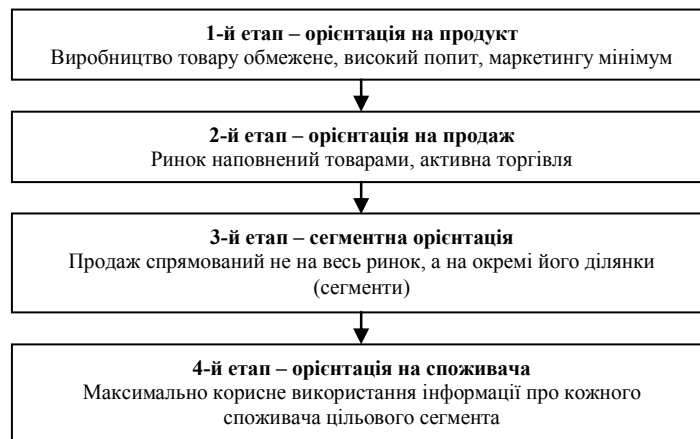 1-й етап – орієнтація на продукт
Виробництво товару обмежене, високий попит, маркетингу мінімум
2-й етап – орієнтація на продаж
Ринок наповнений товарами, активна торгівля
3-й етап – сегментна орієнтація
Продаж спрямований не на весь ринок, а на окремі його ділянки
(сегменти)
4-й етап – орієнтація на споживача
Максимально корисне використання інформації про кожного
споживача цільового сегмента